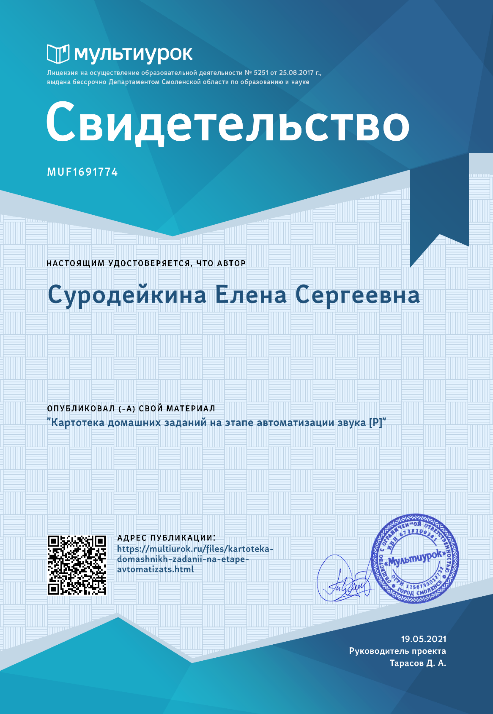 мультиурок
Лицензия на осуществление образовательной деятельности № 5251 от 25.08.2017 г.,
выдана бессрочно Департаментом Смоленской области по образованию и науке
Свидетельство
MUF1691774
НАСТОЯЩИМ УДОСТОВЕРЯЕТСЯ, ЧТО АВТОР
Суродейкина Елена Сергеевна
ОПУБЛИКОВАЛ (-А) СВОЙ МАТЕРИАЛ
"Картотека домашних заданий на этапе автоматизации звука [Р]"
АДРЕС ПУБЛИКАЦИИ:
https://multiurok.ru/files/kartoteka-
domashnikh-zadanii-na-etape-
avtomatizats.html
«Мультиурок»
ГОРОД СМОЛЕНСК
19.05.2021
Руководитель проекта
Тарасов Д. А.